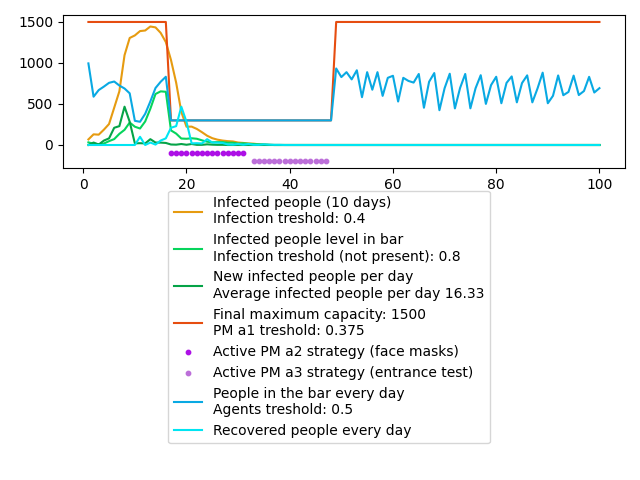 1500
1000
500
0
0 20 40 60 80 100
Infected people (10 days)
Infection treshold: 0.4
Infected people level in bar
Infection treshold (not present): 0.8
New infected people per day
Average infected people per day 16.33
Final maximum capacity: 1500
PM a1 treshold: 0.375
Active PM a2 strategy (face masks)
Active PM a3 strategy (entrance test)
People in the bar every day
Agents treshold: 0.5
Recovered people every day